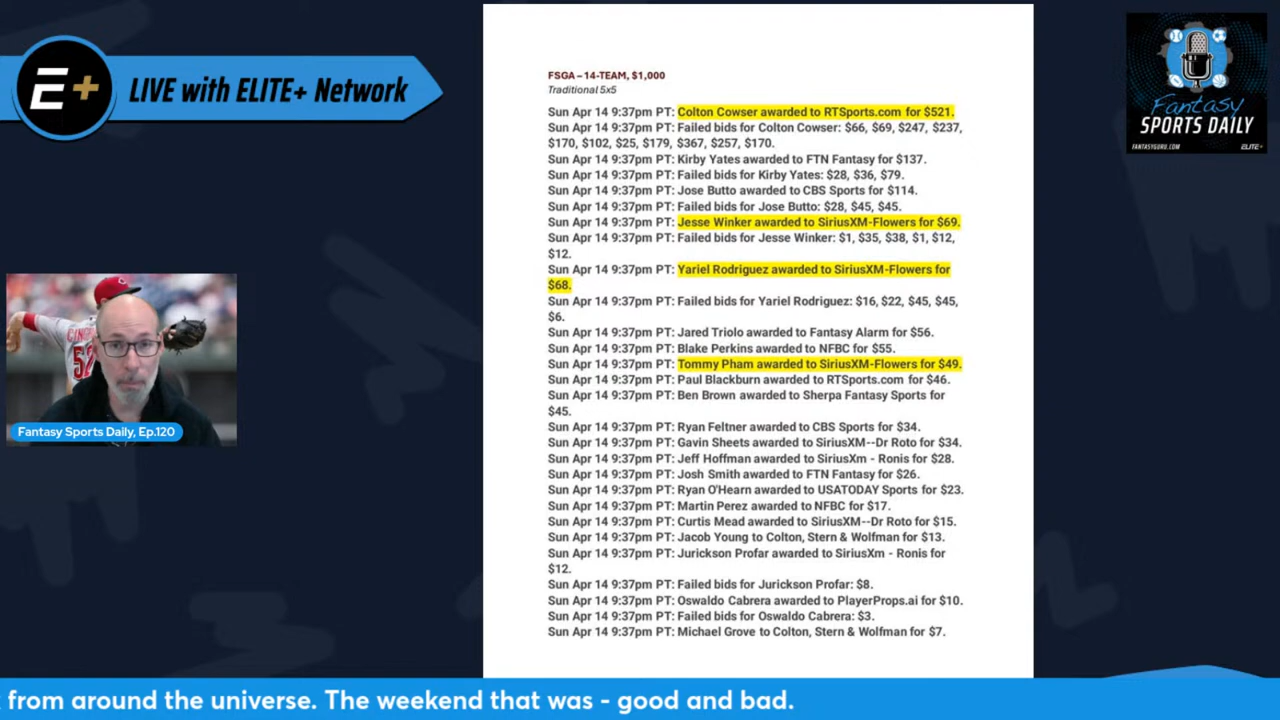 E+
LIVE with ELITE+ Network
Fantasy
SPORTS DAILY
FANTASYGURU.COM
ELITE+
FSGA – 14-TEAM, $1,000
Traditional 5x5
Sun Apr 14 9:37pm PT: Colton Cowser awarded to RTSports.com for $521.
Sun Apr 14 9:37pm PT: Failed bids for Colton Cowser: $66, $69, $247, $237,
$170, $102, $25, $179, $367, $257, $170.
Sun Apr 14 9:37pm PT: Kirby Yates awarded to FTN Fantasy for $137.
Sun Apr 14 9:37pm PT: Failed bids for Kirby Yates: $28, $36, $79.
Sun Apr 14 9:37pm PT: Jose Butto awarded to CBS Sports for $114.
Sun Apr 14 9:37pm PT: Failed bids for Jose Butto: $28, $45, $45.
Sun Apr 14 9:37pm PT: Jesse Winker awarded to SiriusXM-Flowers for $69.
Sun Apr 14 9:37pm PT: Failed bids for Jesse Winker: $1, $35, $38, $1, $12,
$12.
Sun Apr 14 9:37pm PT: Yariel Rodriguez awarded to SiriusXM-Flowers for
$68.
Sun Apr 14 9:37pm PT: Failed bids for Yariel Rodriguez: $16, $22, $45, $45,
$6.
Sun Apr 14 9:37pm PT: Jared Triolo awarded to Fantasy Alarm for $56.
Sun Apr 14 9:37pm PT: Blake Perkins awarded to NFBC for $55.
Sun Apr 14 9:37pm PT: Tommy Pham awarded to SiriusXM-Flowers for $49.
Sun Apr 14 9:37pm PT: Paul Blackburn awarded to RTSports.com for $46.
Sun Apr 14 9:37pm PT: Ben Brown awarded to Sherpa Fantasy Sports for
$45.
Sun Apr 14 9:37pm PT: Ryan Feltner awarded to CBS Sports for $34.
Sun Apr 14 9:37pm PT: Gavin Sheets awarded to SiriusXM--Dr Roto for $34.
Sun Apr 14 9:37pm PT: Jeff Hoffman awarded to SiriusXm - Ronis for $28.
Sun Apr 14 9:37pm PT: Josh Smith awarded to FTN Fantasy for $26.
Sun Apr 14 9:37pm PT: Ryan O'Hearn awarded to USATODAY Sports for $23.
Sun Apr 14 9:37pm PT: Martin Perez awarded to NFBC for $17.
Sun Apr 14 9:37pm PT: Curtis Mead awarded to SiriusXM--Dr Roto for $15.
Sun Apr 14 9:37pm PT: Jacob Young to Colton, Stern & Wolfman for $13.
Sun Apr 14 9:37pm PT: Jurickson Profar awarded to SiriusXm - Ronis for
$12.
Sun Apr 14 9:37pm PT: Failed bids for Jurickson Profar: $8.
Sun Apr 14 9:37pm PT: Oswaldo Cabrera awarded to PlayerProps.ai for $10.
Sun Apr 14 9:37pm PT: Failed bids for Oswaldo Cabrera: $3.
Sun Apr 14 9:37pm PT: Michael Grove to Colton, Stern & Wolfman for $7.
52
Fantasy Sports Daily, Ep.120
from around the universe. The weekend that was - good and bad.